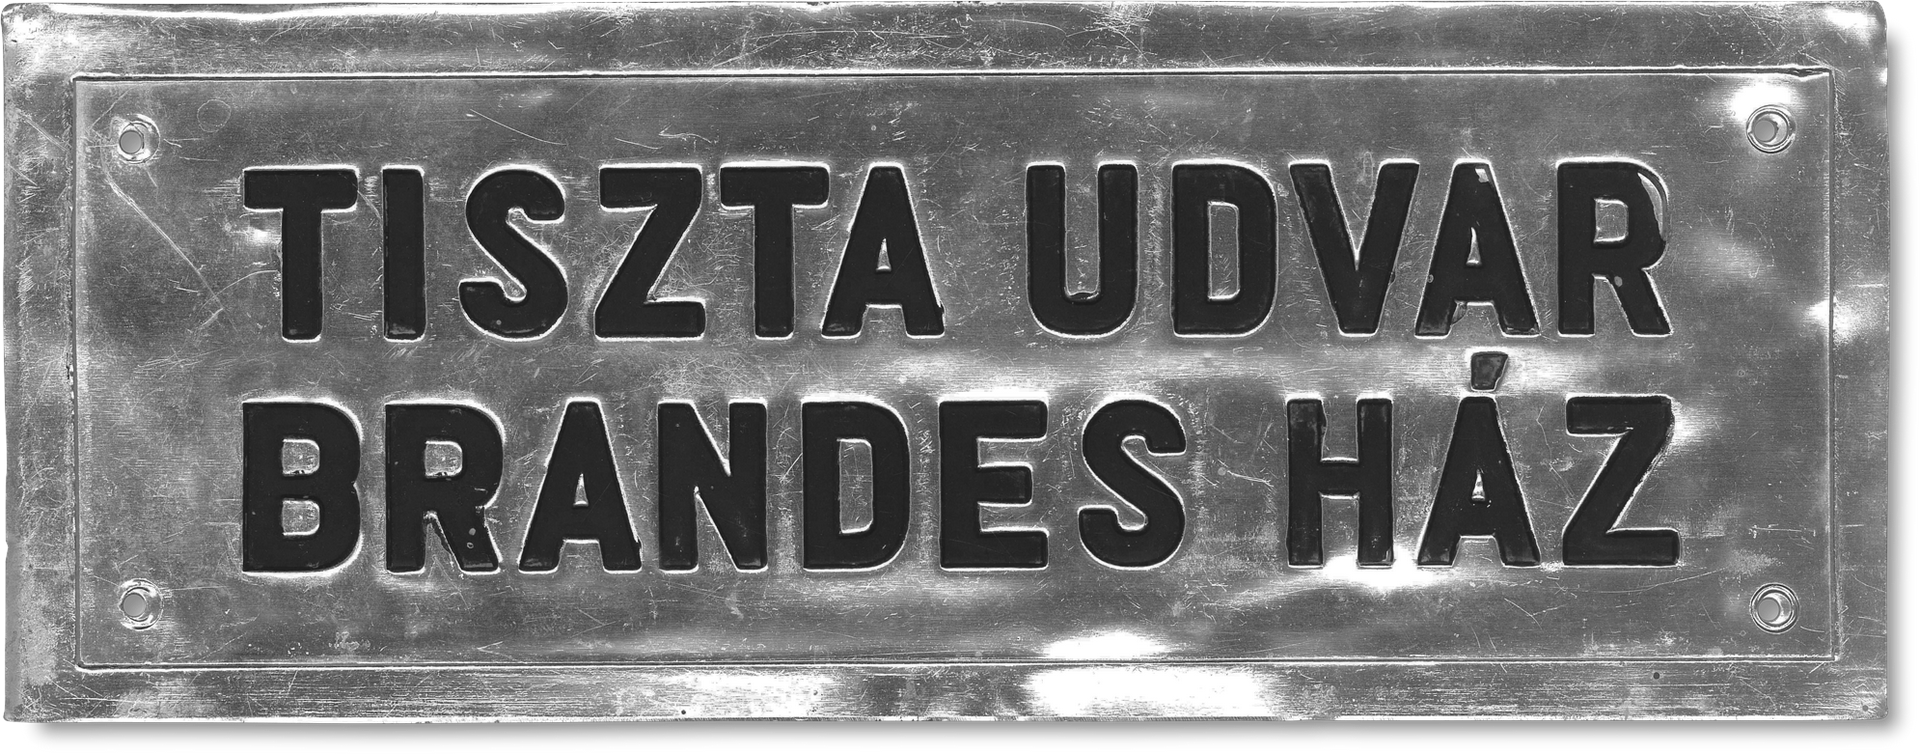 TISZTA UDVAR
BRANDES HÁZ